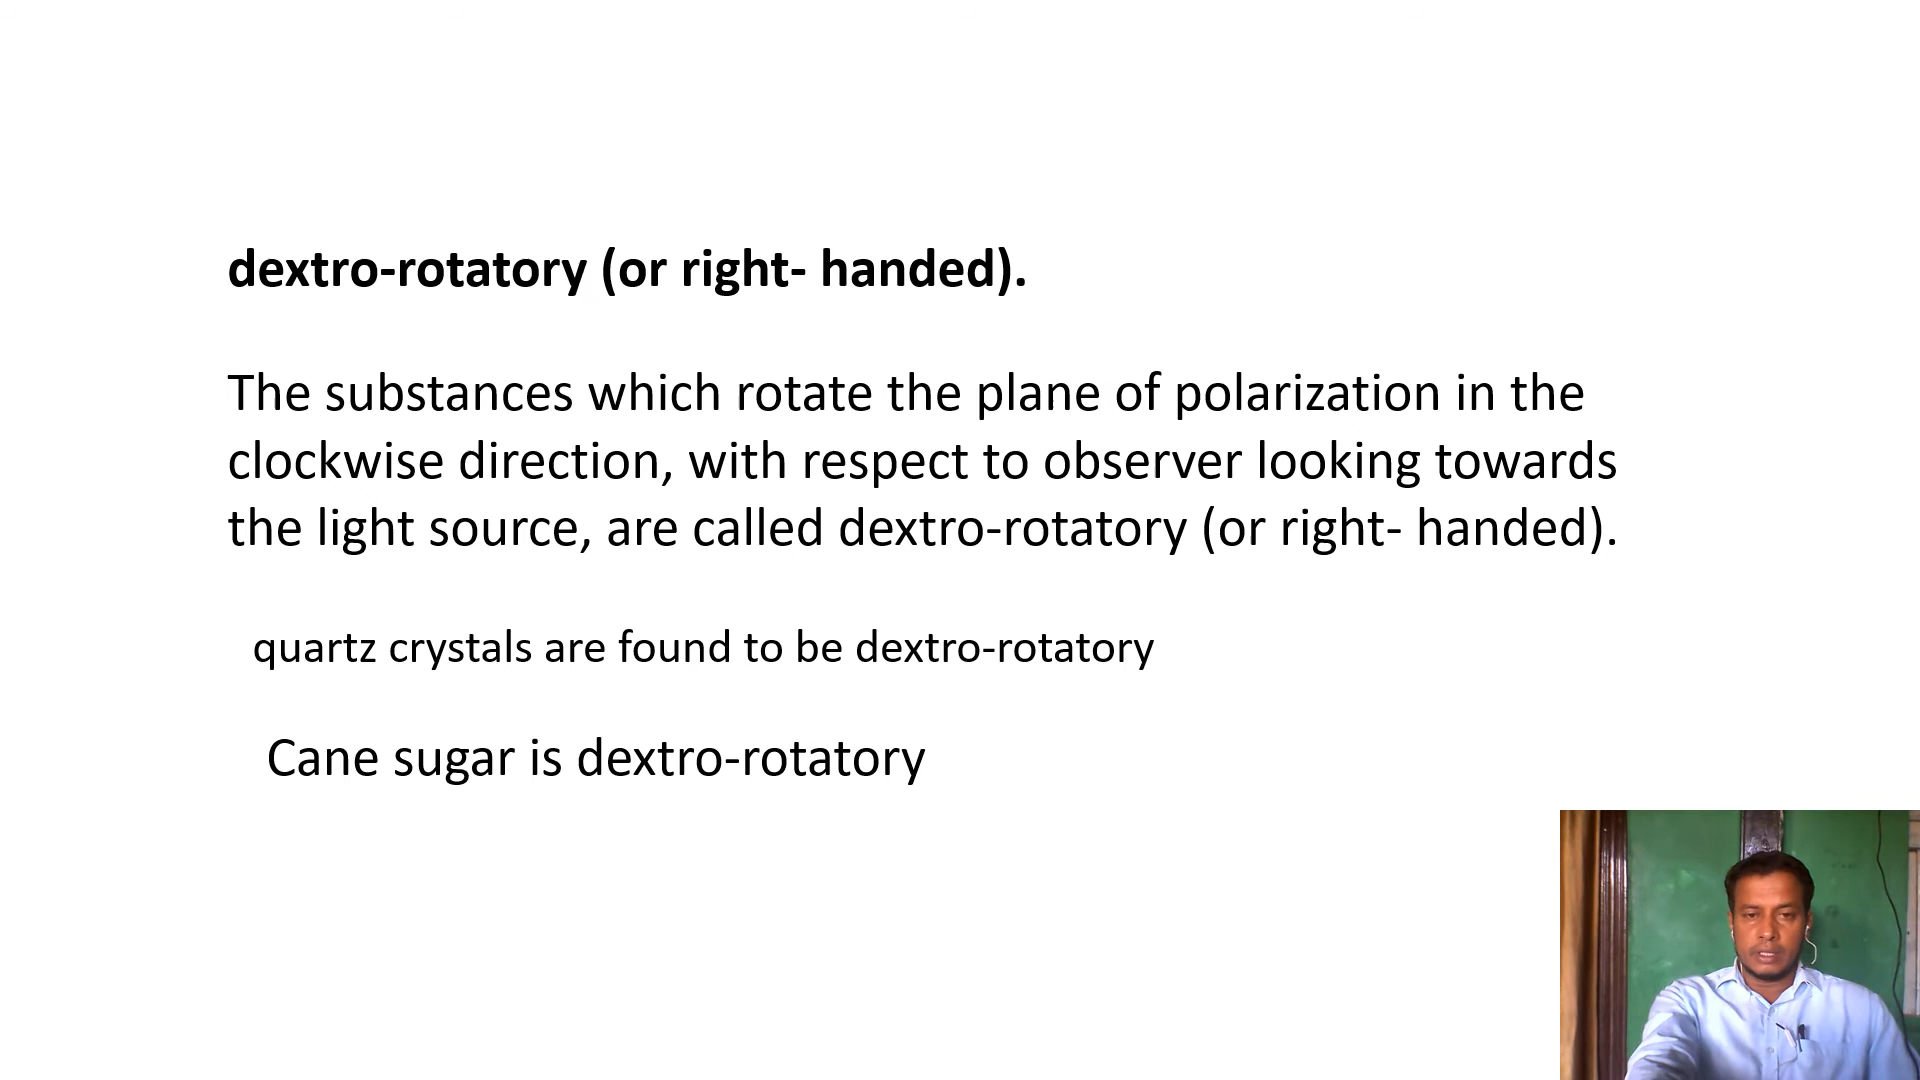 dextro-rotatory (or right- handed).
The substances which rotate the plane of polarization in the
clockwise direction, with respect to observer looking towards
the light source, are called dextro-rotatory (or right- handed).
quartz crystals are found to be dextro-rotatory
Cane sugar is dextro-rotatory